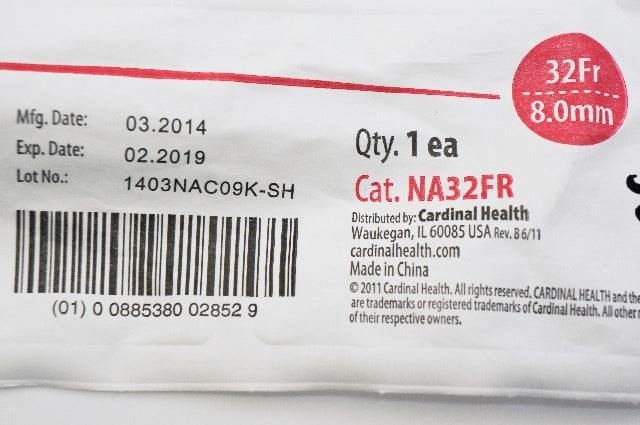 32Fr
8.0mm
Mfg. Date: 03.2014
Exp. Date: 02.2019
Lot No.: 1403NAC09K-SH
(01) 0 0885380 02852 9
Qty. 1 ea
Cat. NA32FR
Distributed by: Cardinal Health
Waukegan, IL 60085 USA Rev. B 6/11
cardinalhealth.com
Made in China
© 2011 Cardinal Health. All rights reserved. CARDINAL HEALTH and the
are trademarks or registered trademarks of Cardinal Health. All other
of their respective owners.